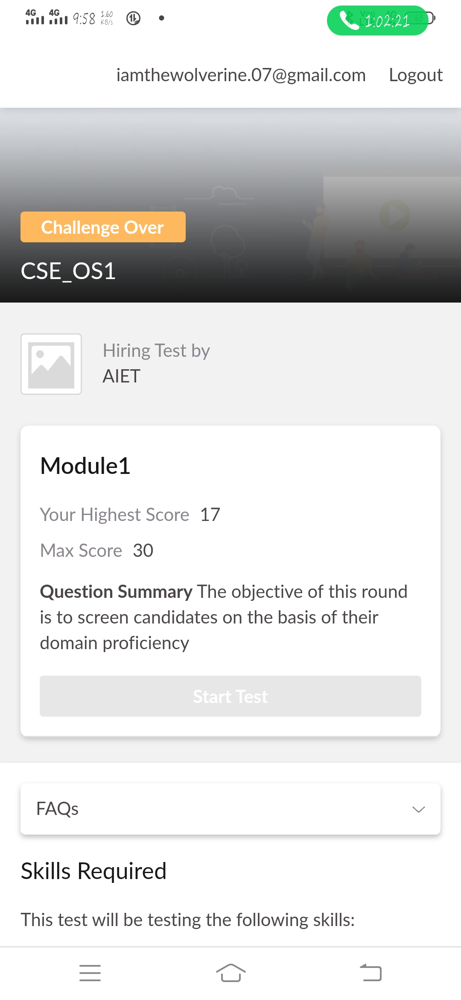 4G 4G 9:58 1.60 KB/s 1:02:21 63
iamthewolverine.07@gmail.com Logout
Challenge Over
CSE_OS1
Hiring Test by
AIET
Module1
Your Highest Score 17
Max Score 30
Question Summary The objective of this round
is to screen candidates on the basis of their
domain proficiency
Start Test
FAQs
Skills Required
This test will be testing the following skills: